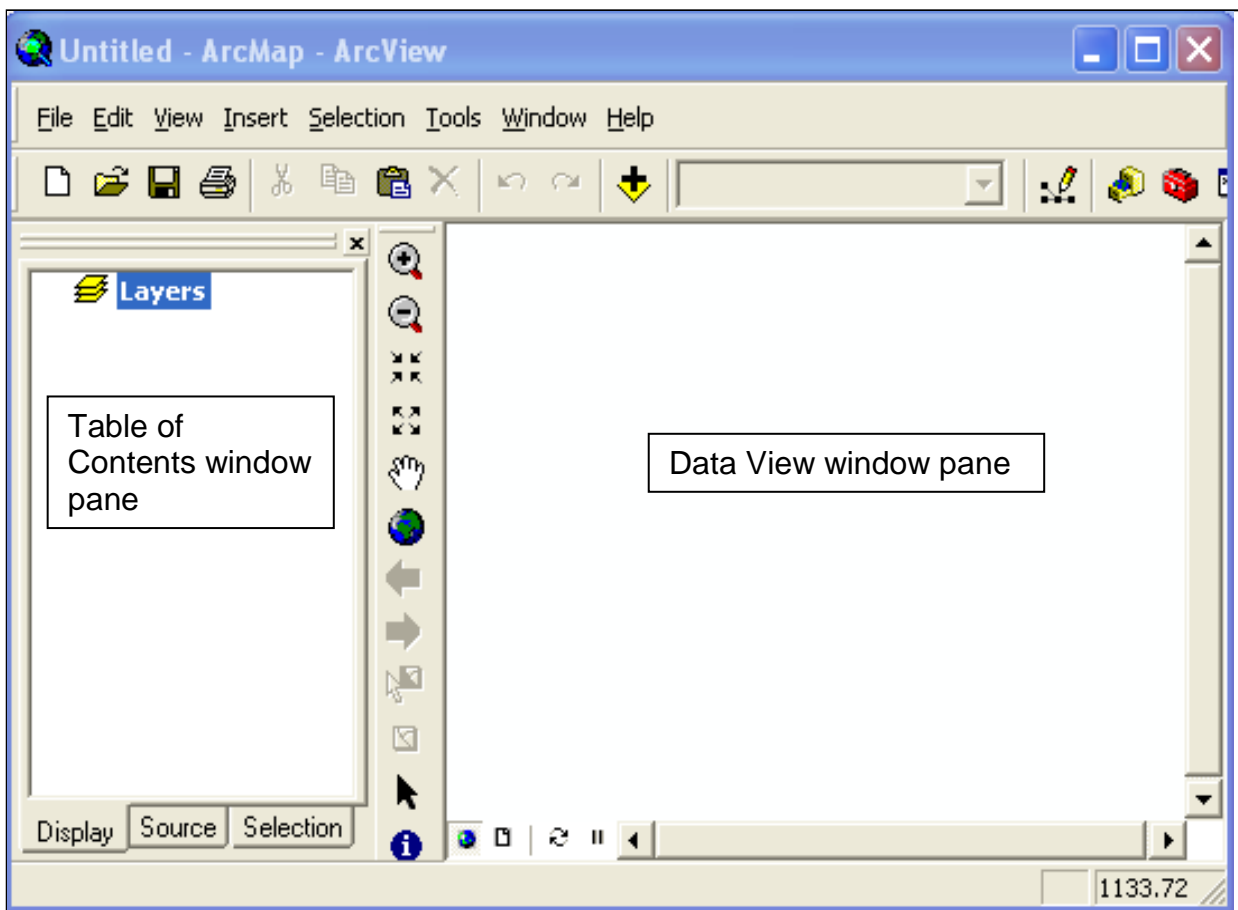 Untitled - ArcMap - ArcView
File Edit View Insert Selection Tools Window Help
Layers
Table of
Contents window
pane
Data View window pane
Display Source Selection
1133.72